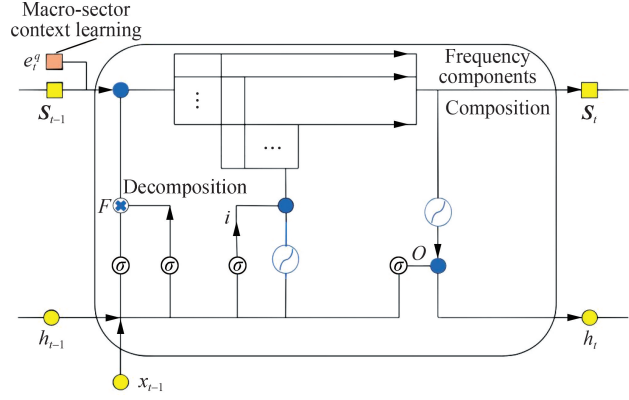 Macro-sector
context learning
e_t^q
S_{t-1}
Frequency
components
Composition
S_t
⋮
...
Decomposition
F
i
σ
σ
σ
σ
O
h_{t-1}
h_t
x_{t-1}